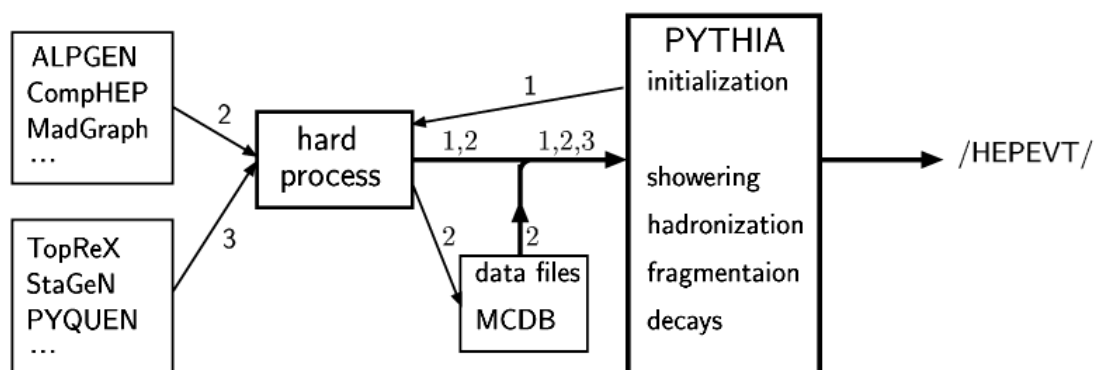 ALPGEN
CompHEP
MadGraph
...
TopReX
StaGeN
PYQUEN
...
2
3
hard
process
1
1,2
1,2,3
2
2
data files
MCDB
PYTHIA
initialization
showering
hadronization
fragmentaion
decays
/HEPEVT/